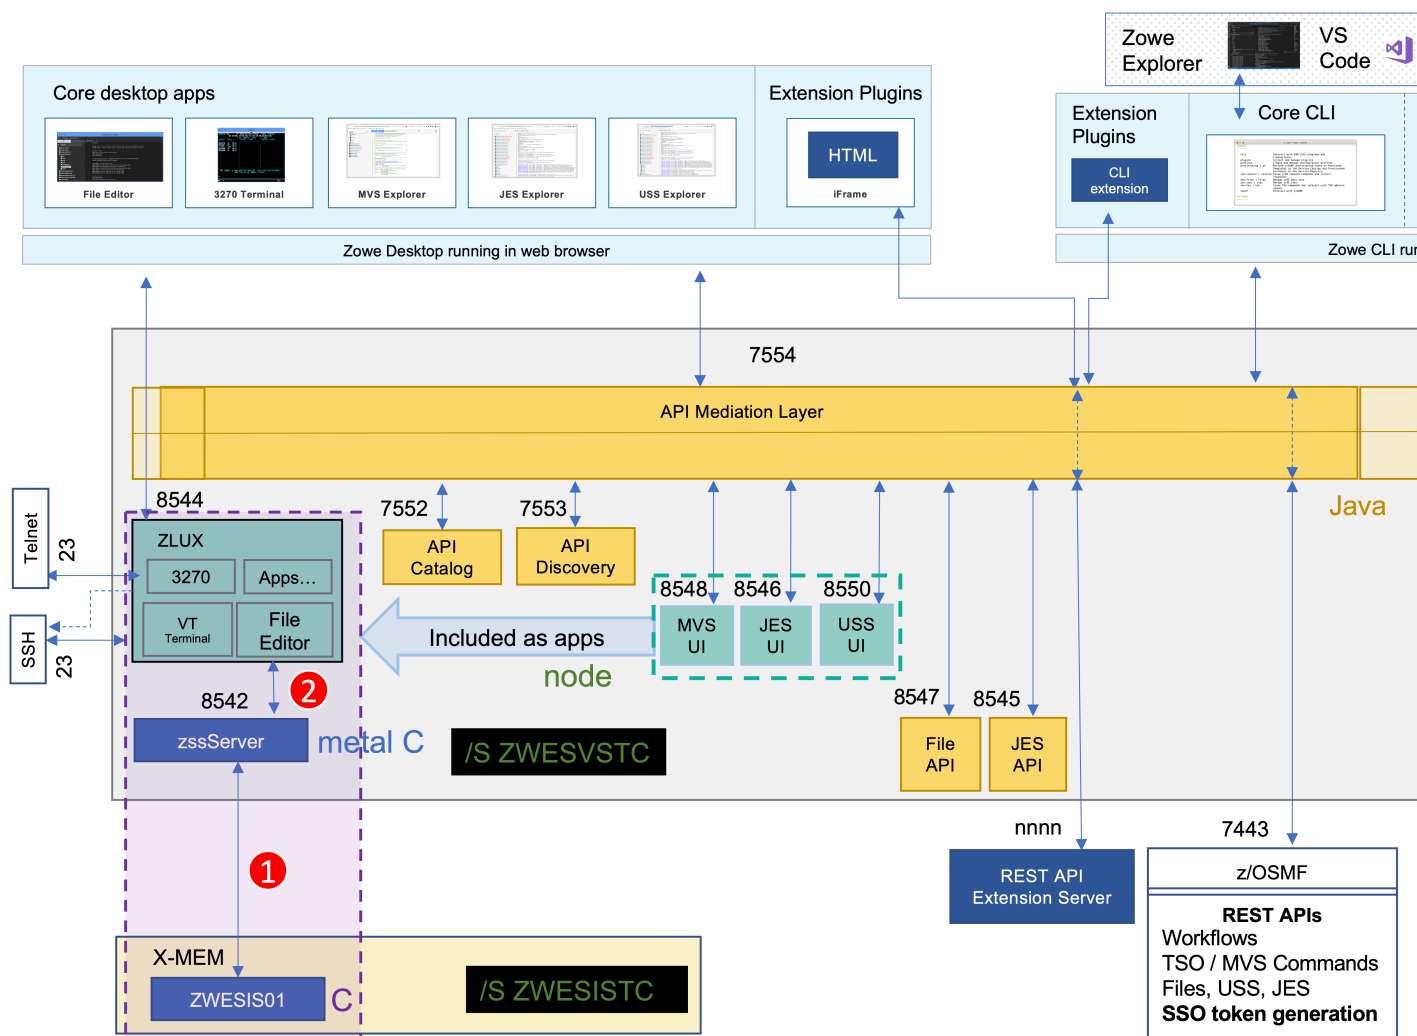 Zowe
Explorer
VS
Code
Core desktop apps
Extension Plugins
File Editor
3270 Terminal
MVS Explorer
JES Explorer
USS Explorer
HTML
iFrame
Extension
Plugins
Core CLI
CLI
extension
Zowe Desktop running in web browser
Zowe CLI rur
7554
API Mediation Layer
Java
Telnet
23
SSH
23
8544
ZLUX
3270
Apps...
VT
Terminal
File
Editor
7552
API
Catalog
7553
API
Discovery
8548
8546
8550
MVS
UI
JES
UI
USS
UI
Included as apps
node
2
8542
zssServer
metal C
/S ZWESVSTC
8547
File
API
8545
JES
API
1
nnnn
REST API
Extension Server
7443
z/OSMF
REST APIs
Workflows
TSO / MVS Commands
Files, USS, JES
SSO token generation
X-MEM
ZWESIS01
C
/S ZWESISTC